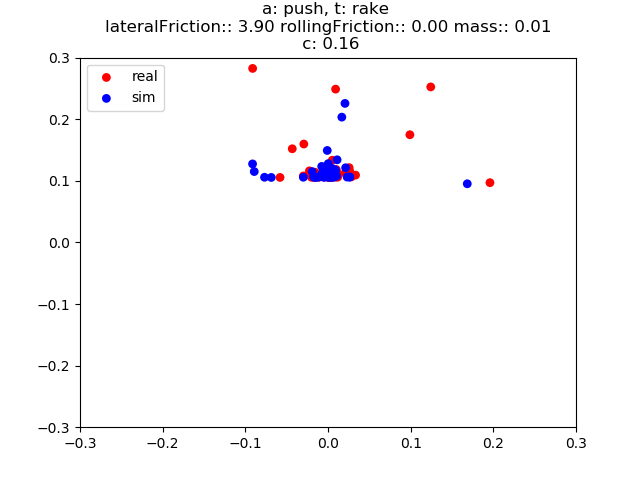 a: push, t: rake
lateralFriction:: 3.90 rollingFriction:: 0.00 mass:: 0.01
c: 0.16
real
sim
0.3
0.2
0.1
0.0
−0.1
−0.2
−0.3
−0.3 −0.2 −0.1 0.0 0.1 0.2 0.3